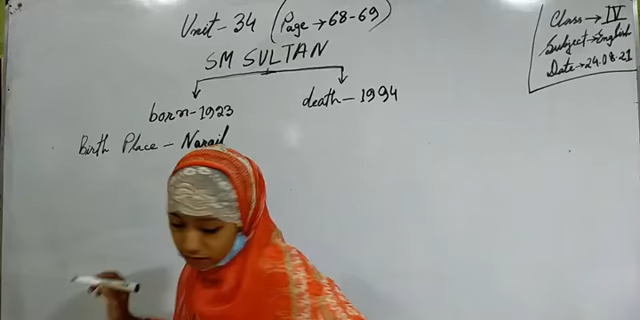 Unit - 34 (Page → 68-69)
SM SULTAN
born - 1923
death - 1994
Birth Place - Narail
Class → IV
Subject → English
Date → 24.08.21